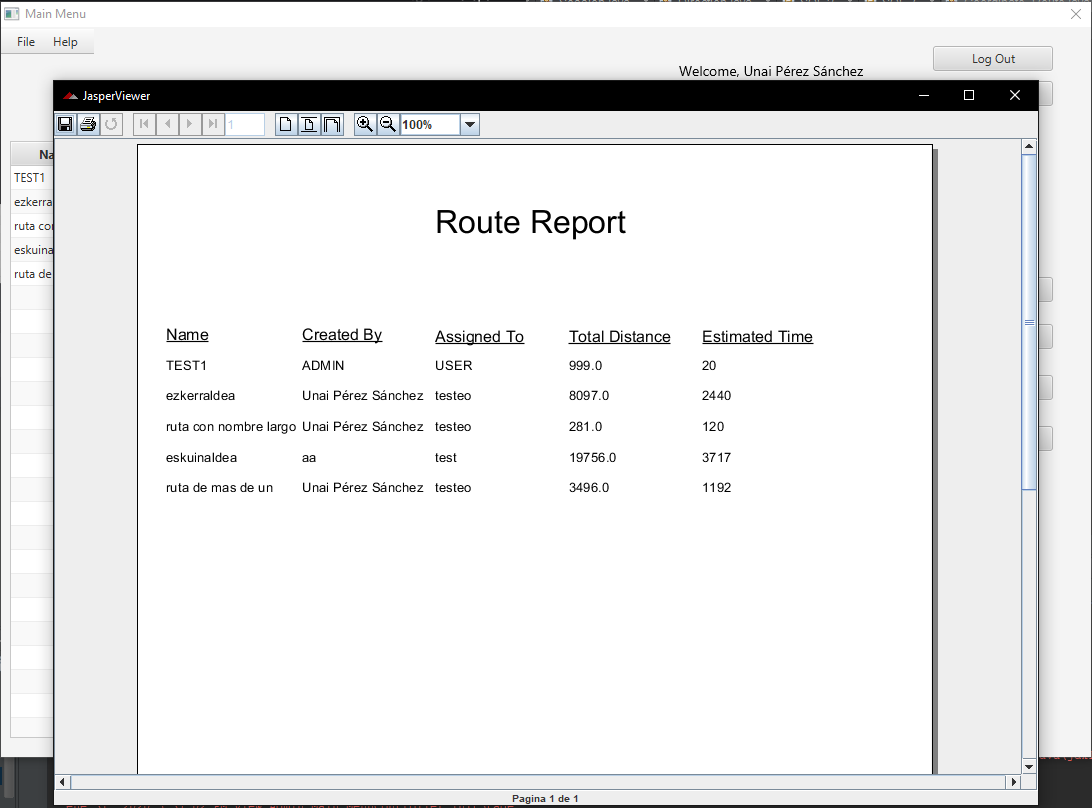 Main Menu
File Help
Log Out
Welcome, Unai Pérez Sánchez
JasperViewer
1
100%
Na
TEST1
ezkerra
ruta co
eskuina
ruta de
Route Report
Name Created By Assigned To Total Distance Estimated Time
TEST1 ADMIN USER 999.0 20
ezkerraldea Unai Pérez Sánchez testeo 8097.0 2440
ruta con nombre largo Unai Pérez Sánchez testeo 281.0 120
eskuinaldea aa test 19756.0 3717
ruta de mas de un Unai Pérez Sánchez testeo 3496.0 1192
Pagina 1 de 1